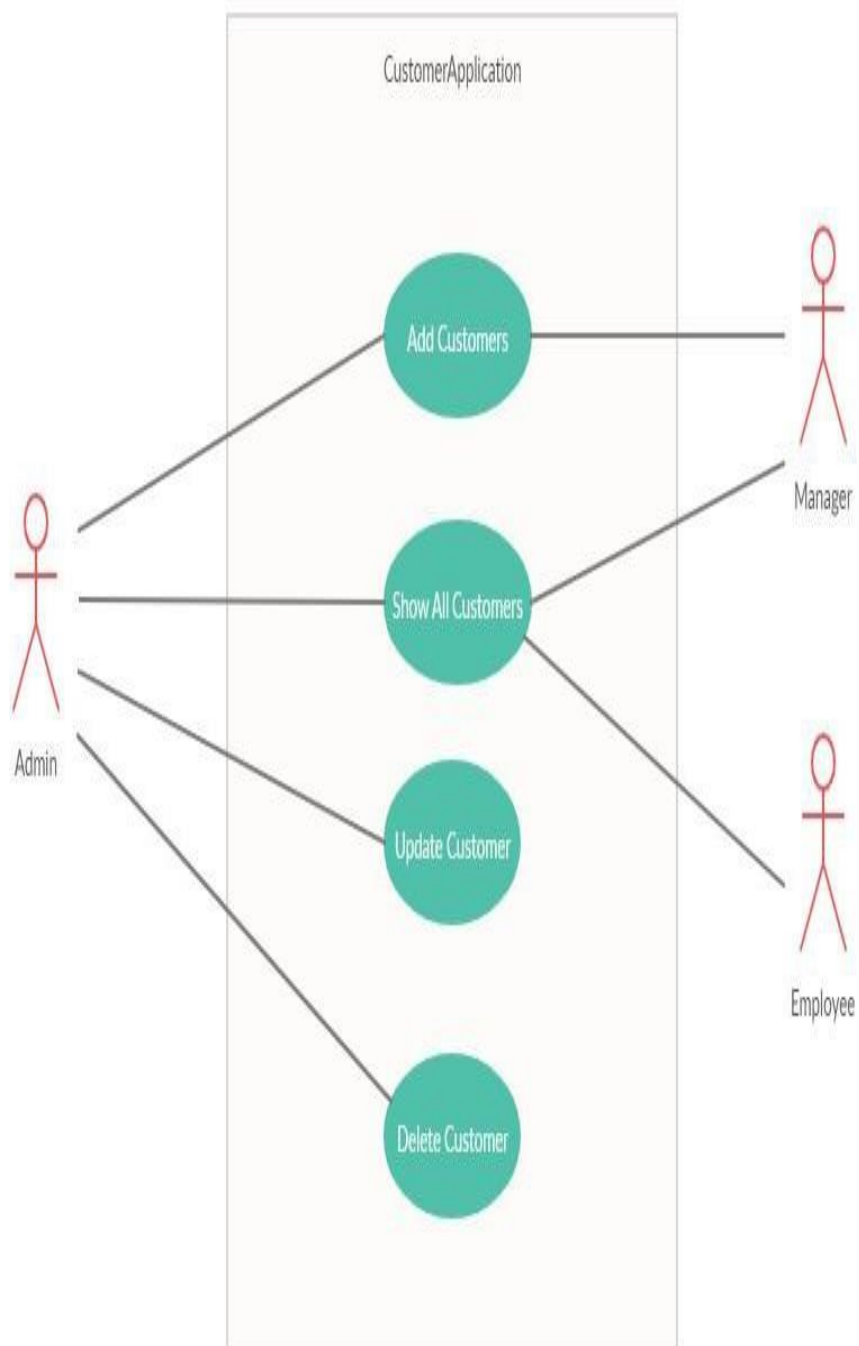 CustomerApplication
Add Customers
Manager
Show All Customers
Admin
Update Customer
Employee
Delete Customer